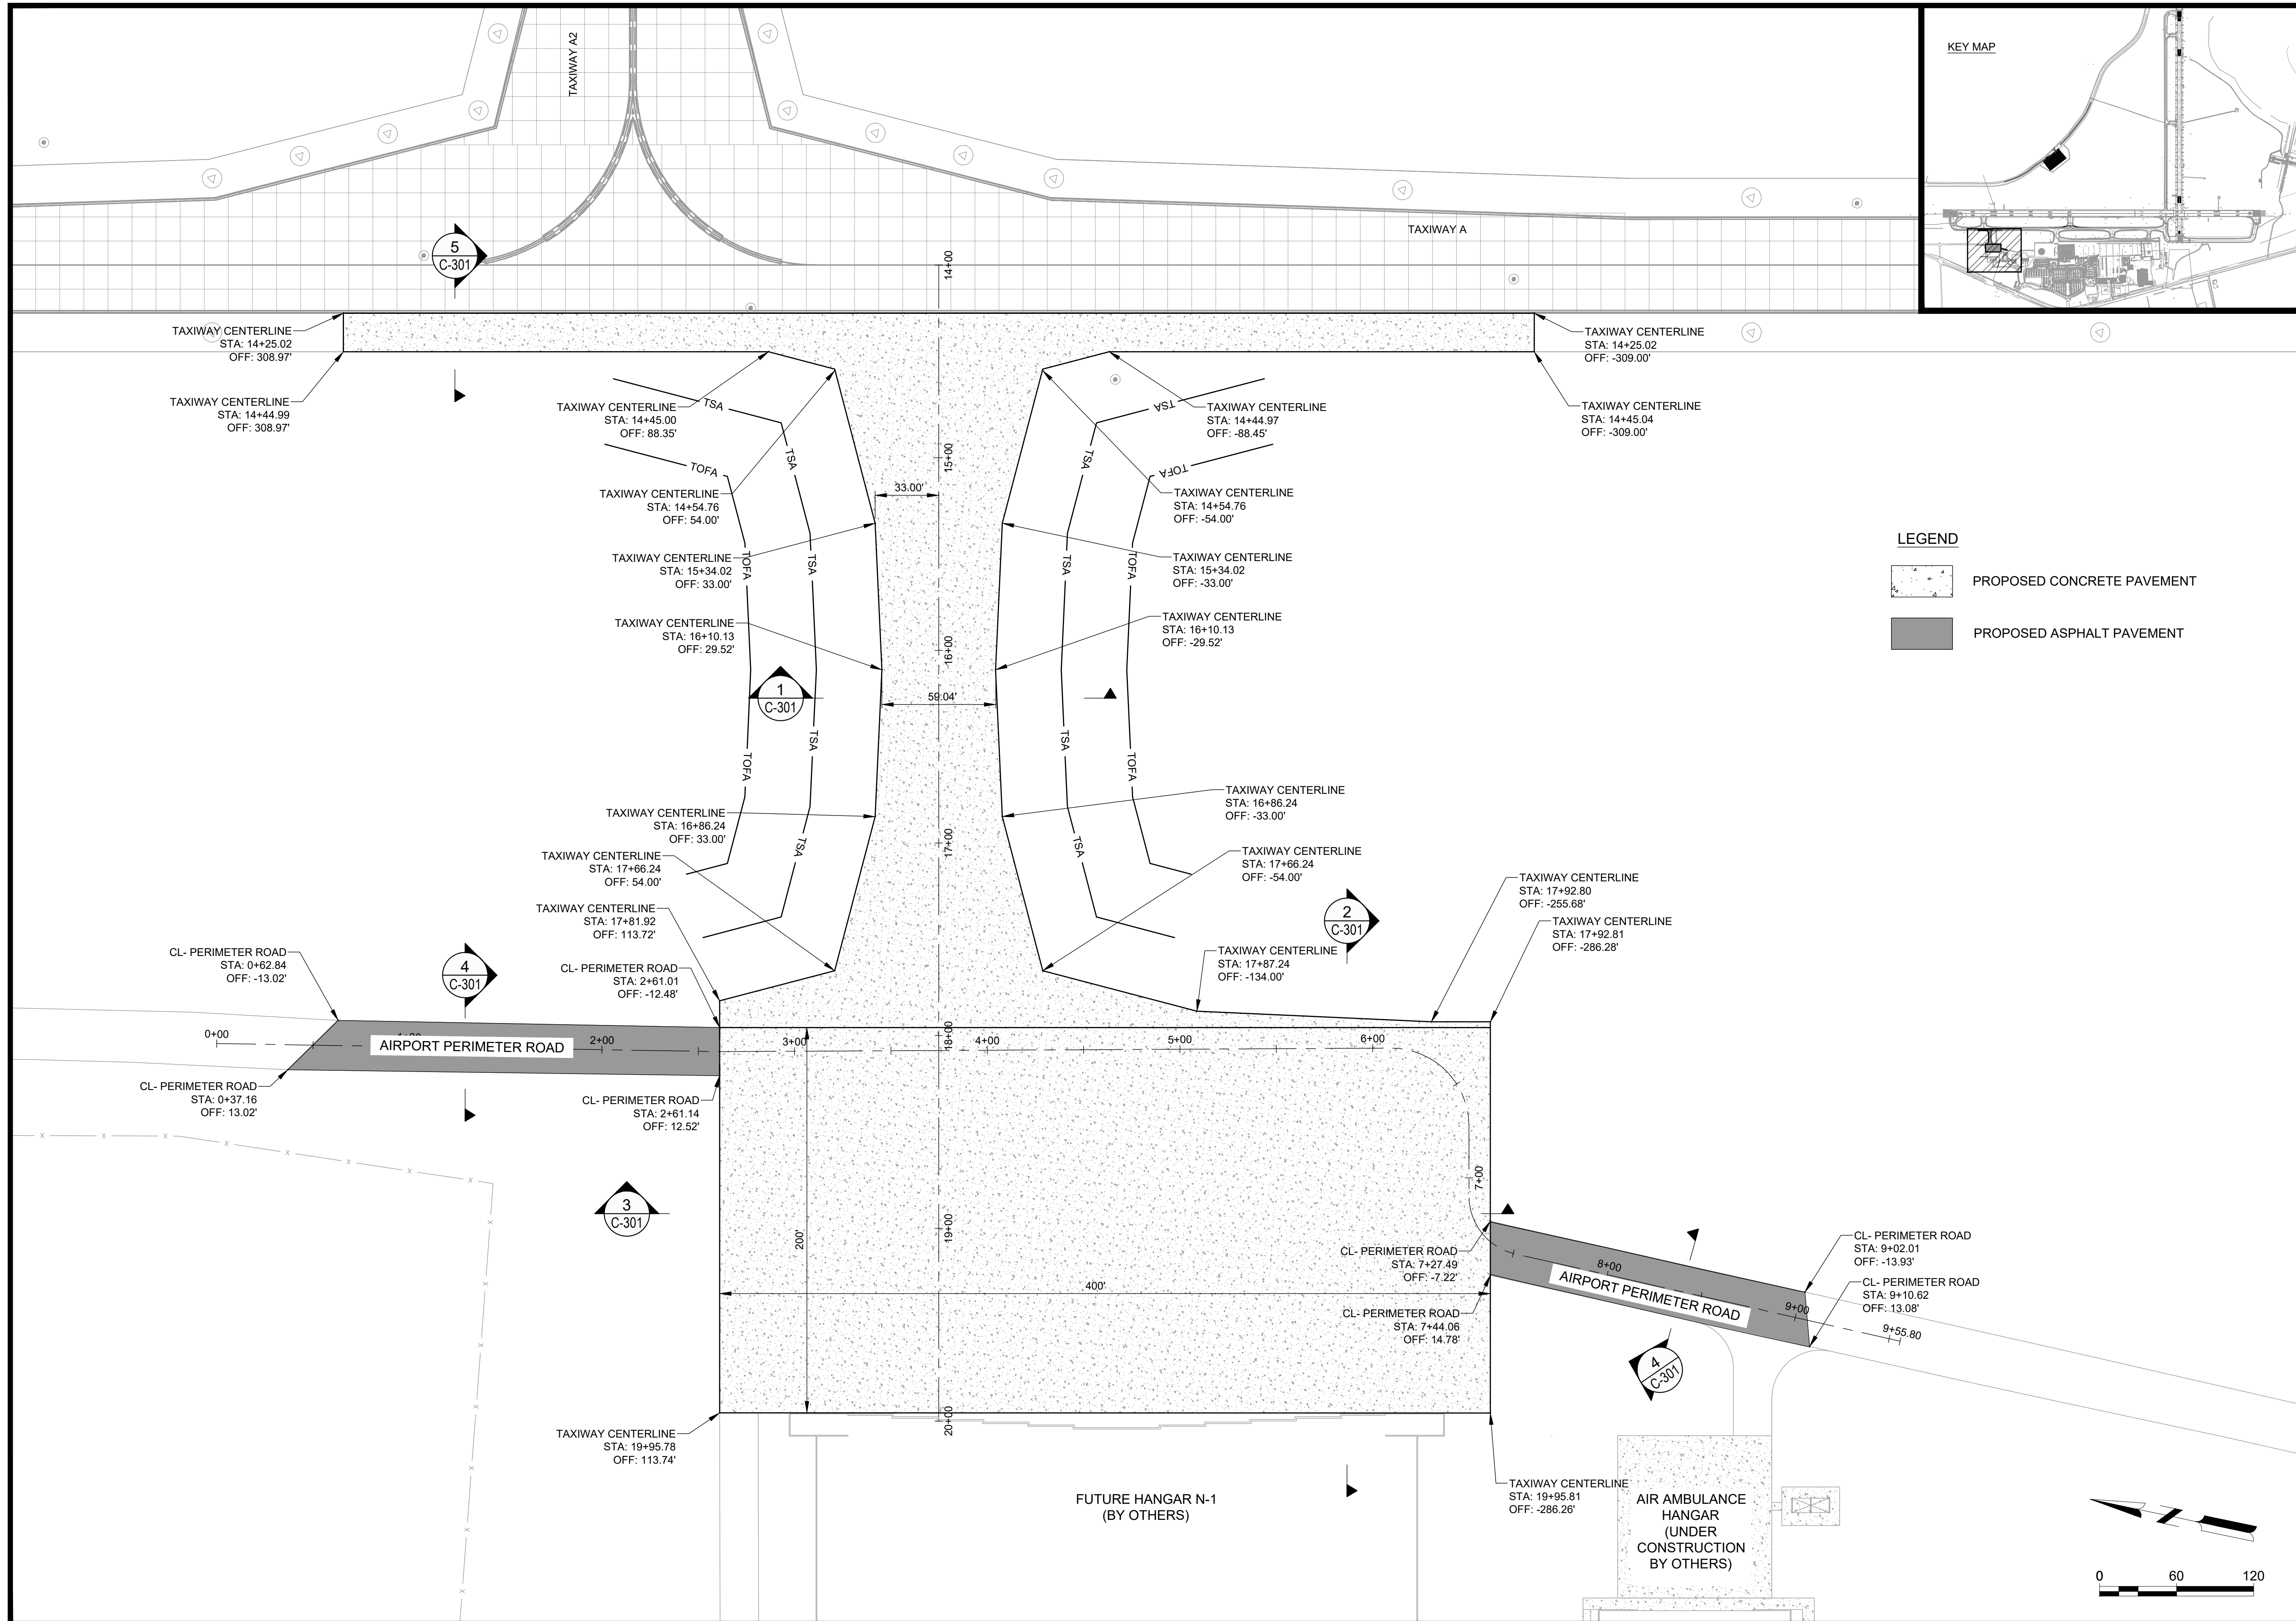 TAXIWAY A2
KEY MAP
TAXIWAY A
5
C-301
14+00
TAXIWAY CENTERLINE
STA: 14+25.02
OFF: 308.97'
TAXIWAY CENTERLINE
STA: 14+25.02
OFF: -309.00'
TAXIWAY CENTERLINE
STA: 14+44.99
OFF: 308.97'
TAXIWAY CENTERLINE
STA: 14+45.00
OFF: 88.35'
TSA
TSA
TAXIWAY CENTERLINE
STA: 14+44.97
OFF: -88.45'
TAXIWAY CENTERLINE
STA: 14+45.04
OFF: -309.00'
TOFA
TSA
15+00
TSA
TOFA
33.00'
TAXIWAY CENTERLINE
STA: 14+54.76
OFF: 54.00'
TAXIWAY CENTERLINE
STA: 14+54.76
OFF: -54.00'
LEGEND
PROPOSED CONCRETE PAVEMENT
PROPOSED ASPHALT PAVEMENT
TAXIWAY CENTERLINE
STA: 15+34.02
OFF: 33.00'
TOFA
TSA
TSA
TOFA
TAXIWAY CENTERLINE
STA: 15+34.02
OFF: -33.00'
TAXIWAY CENTERLINE
STA: 16+10.13
OFF: 29.52'
16+00
TAXIWAY CENTERLINE
STA: 16+10.13
OFF: -29.52'
1
C-301
59.04'
TOFA
TSA
TSA
TOFA
TAXIWAY CENTERLINE
STA: 16+86.24
OFF: 33.00'
TAXIWAY CENTERLINE
STA: 16+86.24
OFF: -33.00'
TSA
17+00
TSA
TAXIWAY CENTERLINE
STA: 17+66.24
OFF: 54.00'
TAXIWAY CENTERLINE
STA: 17+66.24
OFF: -54.00'
TAXIWAY CENTERLINE
STA: 17+92.80
OFF: -255.68'
TAXIWAY CENTERLINE
STA: 17+81.92
OFF: 113.72'
2
C-301
TAXIWAY CENTERLINE
STA: 17+92.81
OFF: -286.28'
CL- PERIMETER ROAD
STA: 0+62.84
OFF: -13.02'
4
C-301
CL- PERIMETER ROAD
STA: 2+61.01
OFF: -12.48'
TAXIWAY CENTERLINE
STA: 17+87.24
OFF: -134.00'
0+00
AIRPORT PERIMETER ROAD
2+00
3+00
18+00
4+00
5+00
6+00
CL- PERIMETER ROAD
STA: 0+37.16
OFF: 13.02'
CL- PERIMETER ROAD
STA: 2+61.14
OFF: 12.52'
7+00
3
C-301
200'
19+00
400'
CL- PERIMETER ROAD
STA: 7+27.49
OFF: -7.22'
CL- PERIMETER ROAD
STA: 7+44.06
OFF: 14.78'
8+00
AIRPORT PERIMETER ROAD
9+00
9+55.80
CL- PERIMETER ROAD
STA: 9+02.01
OFF: -13.93'
CL- PERIMETER ROAD
STA: 9+10.62
OFF: 13.08'
4
C-301
20+00
TAXIWAY CENTERLINE
STA: 19+95.78
OFF: 113.74'
TAXIWAY CENTERLINE
STA: 19+95.81
OFF: -286.26'
FUTURE HANGAR N-1
(BY OTHERS)
AIR AMBULANCE
HANGAR
(UNDER
CONSTRUCTION
BY OTHERS)
N
0 60 120